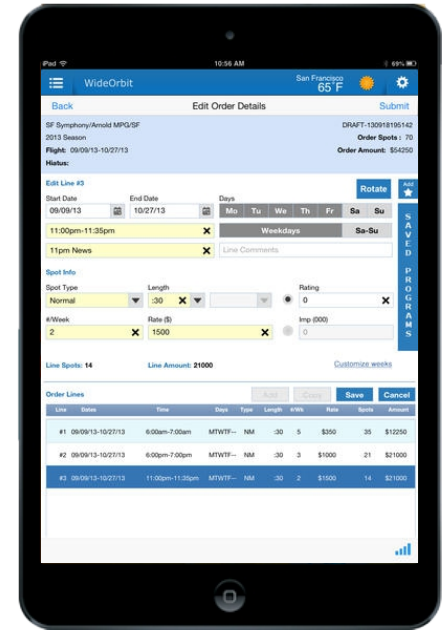 iPad 10:56 AM 69%
WideOrbit San Francisco 65°F
Back Edit Order Details Submit
SF Symphony/Arnold MPG/SF DRAFT-130918195142
2013 Season Order Spots : 70
Flight: 09/09/13-10/27/13 Order Amount: $54250
Hiatus:
Edit Line #3 Rotate Add
Start Date End Date Days
09/09/13 10/27/13 Mo Tu We Th Fr Sa Su
11:00pm-11:35pm Weekdays Sa-Su
11pm News Line Comments
SAVED PROGRAMS
Spot Info
Spot Type Length Rating
Normal :30 0
#/Week Rate ($) Imp (000)
2 1500 0
Line Spots: 14 Line Amount: 21000 Customize weeks
Order Lines Add Copy Save Cancel
Line Dates Time Days Type Length #/Wk Rate Spots Amount
#1 09/09/13-10/27/13 6:00am-7:00am MTWTF-- NM :30 5 $350 35 $12250
#2 09/09/13-10/27/13 6:00pm-7:00pm MTWTF-- NM :30 3 $1000 21 $21000
#3 09/09/13-10/27/13 11:00pm-11:35pm MTWTF-- NM :30 2 $1500 14 $21000